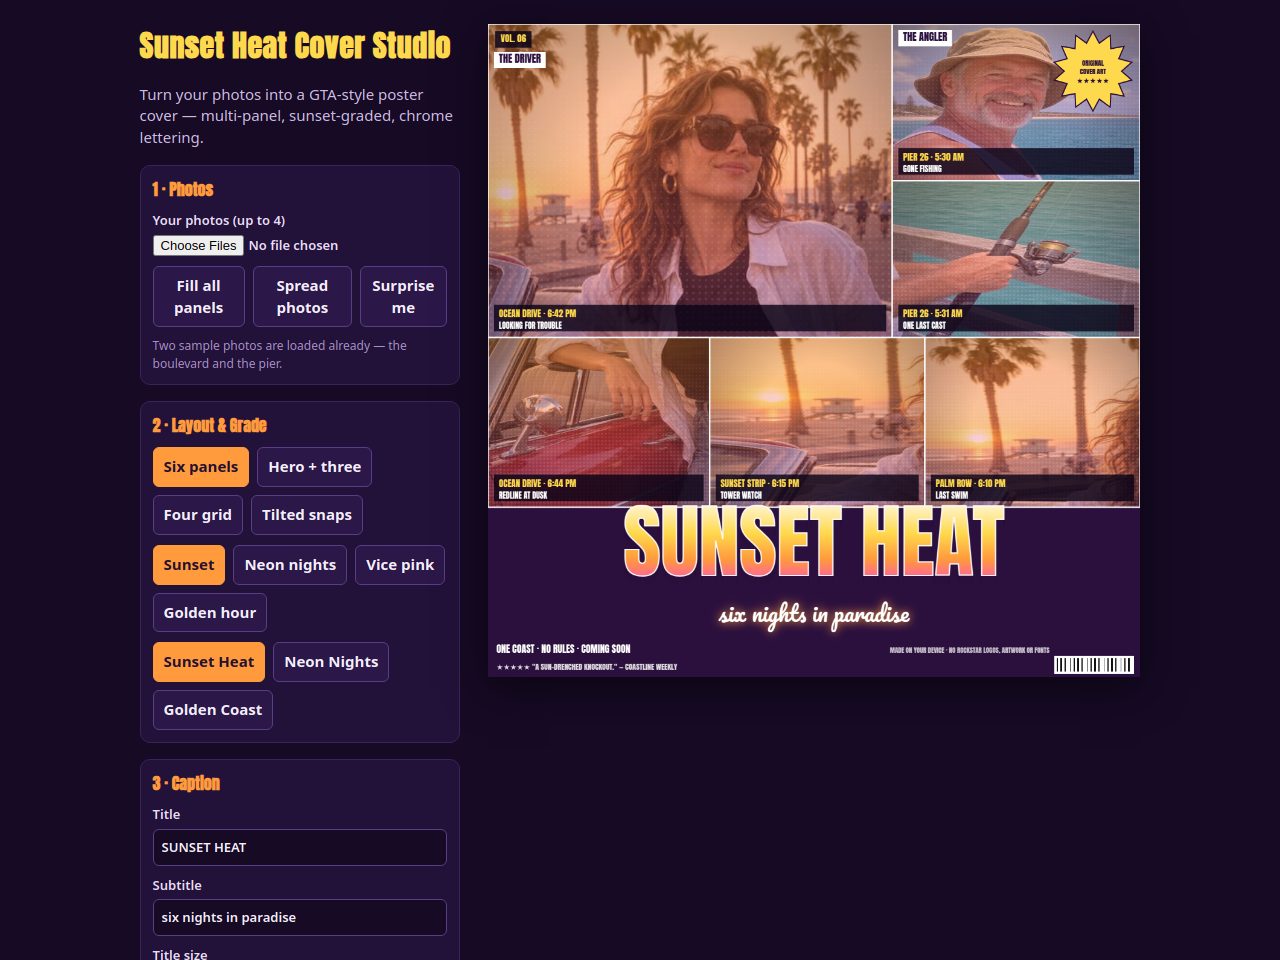 Sunset Heat Cover Studio
Turn your photos into a GTA-style poster
cover — multi-panel, sunset-graded, chrome
lettering.
1 · Photos
Your photos (up to 4)
Choose Files No file chosen
Fill all
panels
Spread
photos
Surprise
me
Two sample photos are loaded already — the
boulevard and the pier.
2 · Layout & Grade
Six panels
Hero + three
Four grid
Tilted snaps
Sunset
Neon nights
Vice pink
Golden hour
Sunset Heat
Neon Nights
Golden Coast
3 · Caption
Title
SUNSET HEAT
Subtitle
six nights in paradise
Title size
VOL. 06
THE DRIVER
OCEAN DRIVE · 6:42 PM
LOOKING FOR TROUBLE
THE ANGLER
ORIGINAL
COVER ART
★★★★★
PIER 26 · 5:30 AM
GONE FISHING
PIER 26 · 5:31 AM
ONE LAST CAST
OCEAN DRIVE · 6:44 PM
REDLINE AT DUSK
SUNSET STRIP · 6:15 PM
TOWER WATCH
PALM ROW · 6:10 PM
LAST SWIM
SUNSET HEAT
six nights in paradise
ONE COAST · NO RULES · COMING SOON
★★★★★ "A SUN-DRENCHED KNOCKOUT." — COASTLINE WEEKLY
MADE ON YOUR DEVICE · NO ROCKSTAR LOGOS, ARTWORK OR FONTS